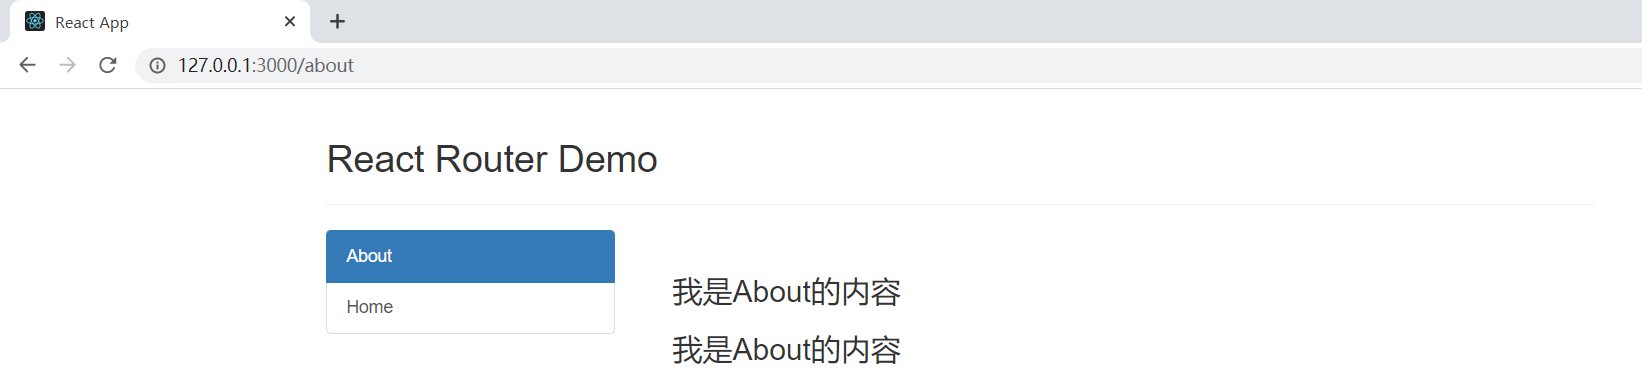 React App
127.0.0.1:3000/about
React Router Demo
About
Home
我是About的内容
我是About的内容